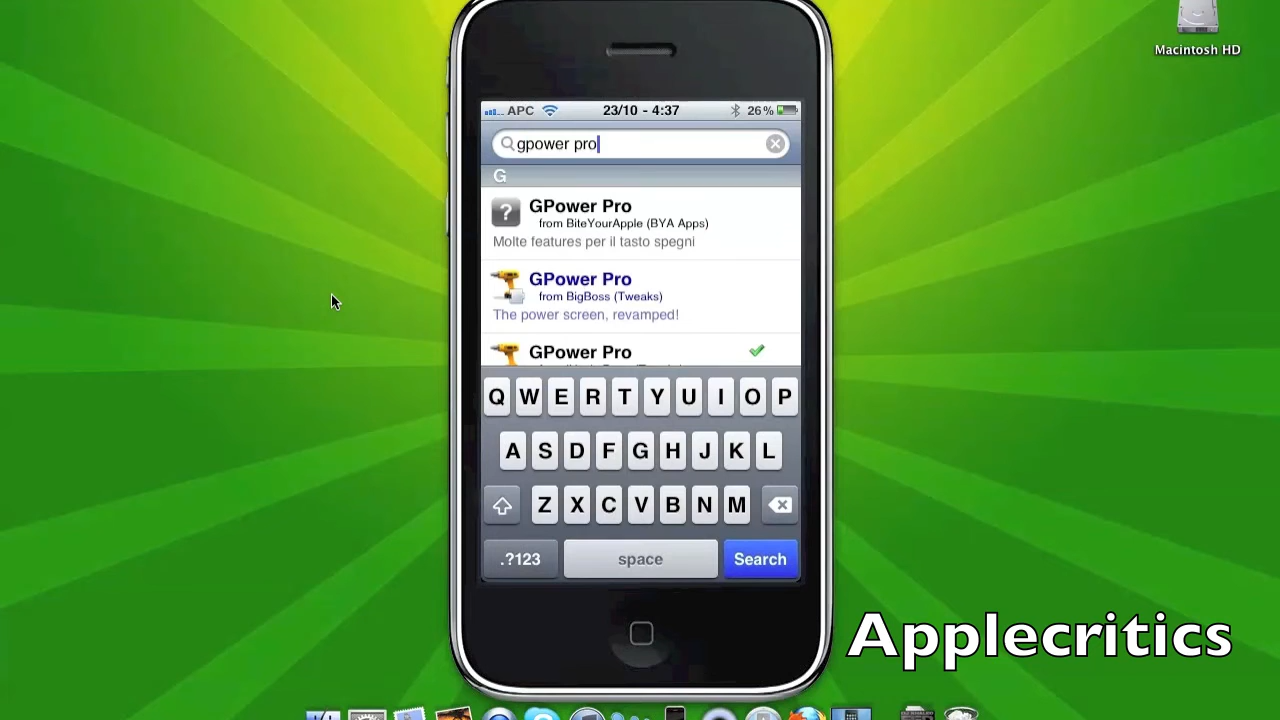 Macintosh HD
APC
23/10 - 4:37
26%
gpower pro
G
?
GPower Pro
from BiteYourApple (BYA Apps)
Molte features per il tasto spegni
GPower Pro
from BigBoss (Tweaks)
The power screen, revamped!
GPower Pro
Q W E R T Y U I O P
A S D F G H J K L
Z X C V B N M
.?123
space
Search
Applecritics